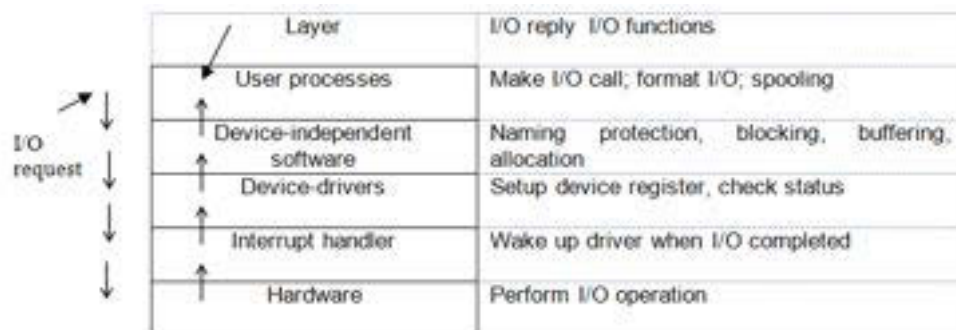 Layer
I/O reply I/O functions
User processes
Make I/O call; format I/O; spooling
I/O
request
Device-independent
software
Naming protection, blocking, buffering,
allocation
Device-drivers
Setup device register, check status
Interrupt handler
Wake up driver when I/O completed
Hardware
Perform I/O operation